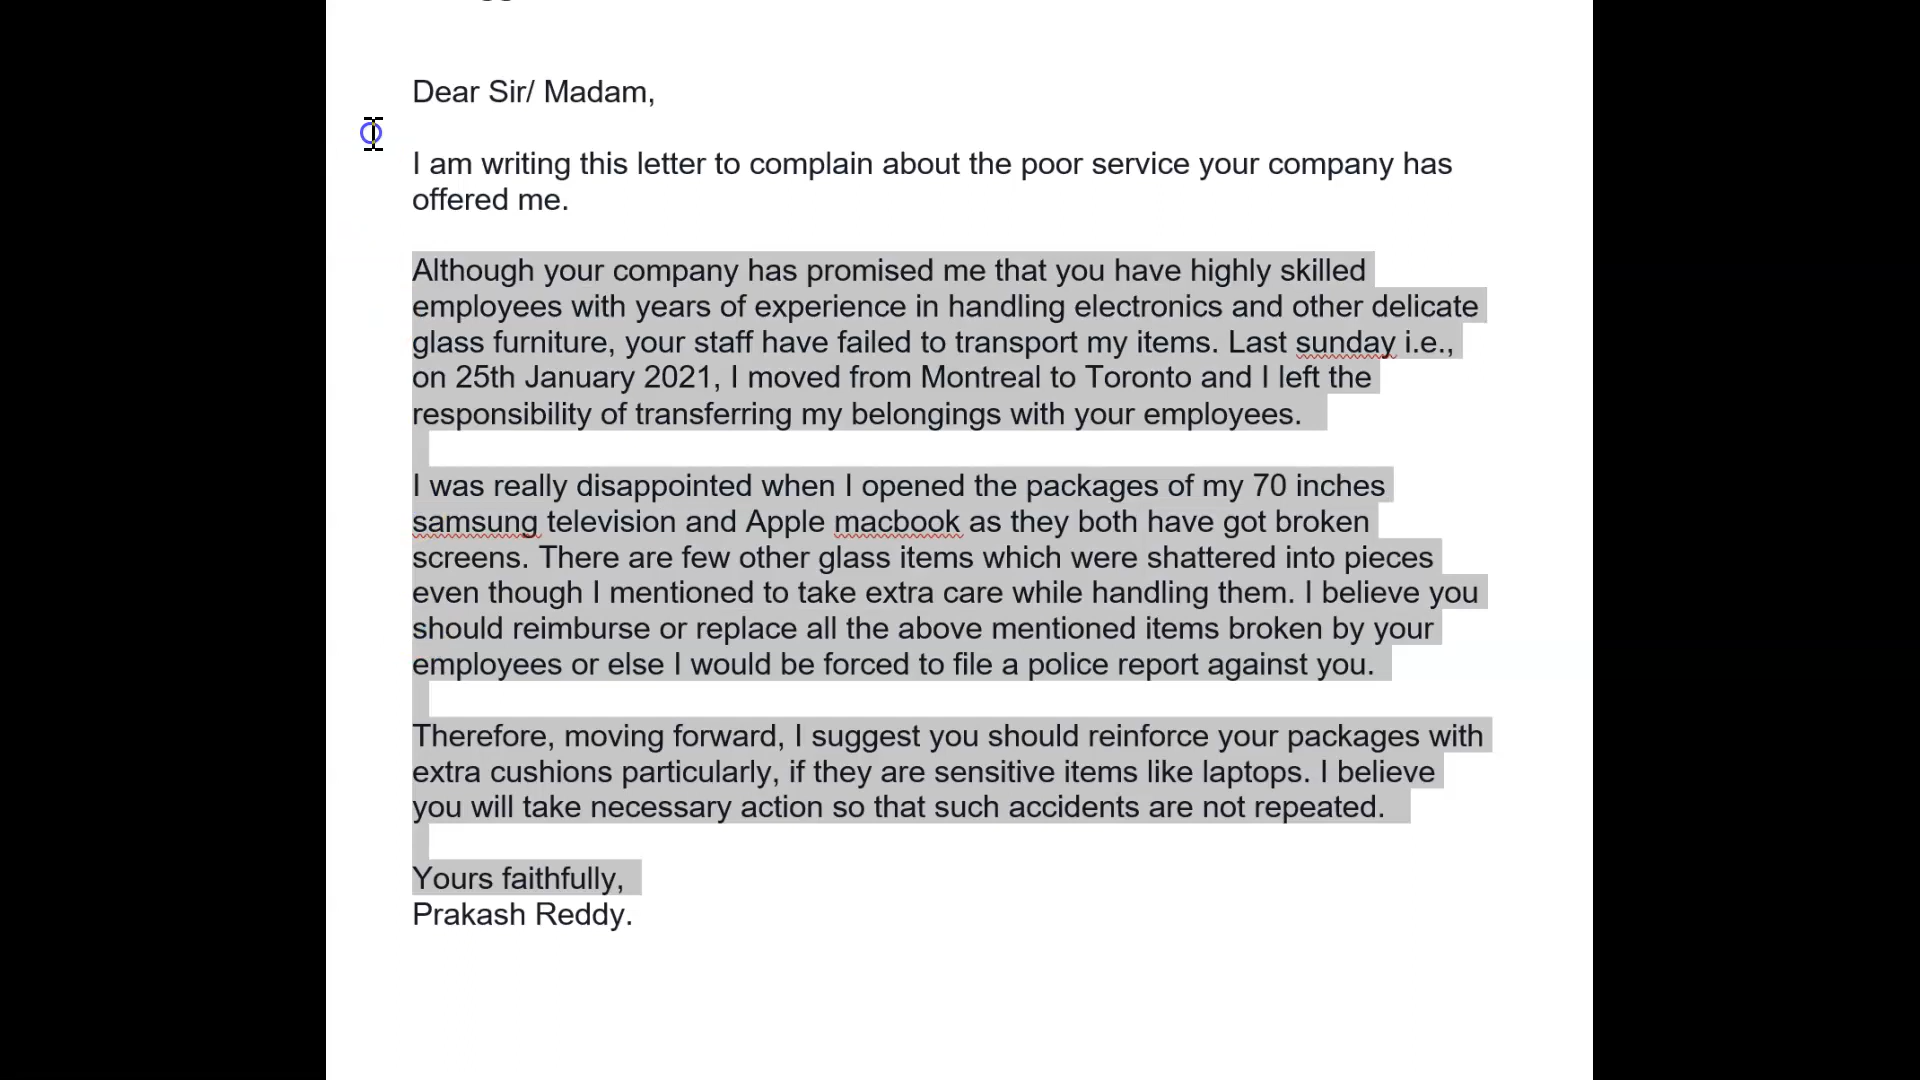 Dear Sir/ Madam,
I am writing this letter to complain about the poor service your company has
offered me.
Although your company has promised me that you have highly skilled
employees with years of experience in handling electronics and other delicate
glass furniture, your staff have failed to transport my items. Last sunday i.e.,
on 25th January 2021, I moved from Montreal to Toronto and I left the
responsibility of transferring my belongings with your employees.
I was really disappointed when I opened the packages of my 70 inches
samsung television and Apple macbook as they both have got broken
screens. There are few other glass items which were shattered into pieces
even though I mentioned to take extra care while handling them. I believe you
should reimburse or replace all the above mentioned items broken by your
employees or else I would be forced to file a police report against you.
Therefore, moving forward, I suggest you should reinforce your packages with
extra cushions particularly, if they are sensitive items like laptops. I believe
you will take necessary action so that such accidents are not repeated.
Yours faithfully,
Prakash Reddy.